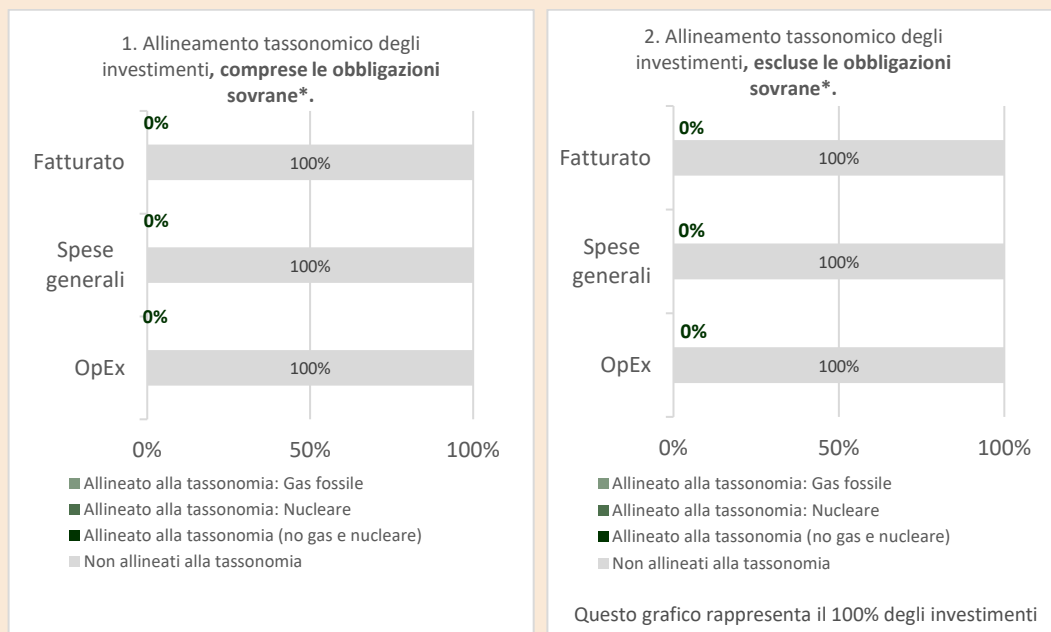 1. Allineamento tassonomico degli
investimenti, comprese le obbligazioni
sovrane*.
0%
Fatturato
100%
0%
Spese
generali
100%
0%
OpEx
100%
0%
50%
100%
Allineato alla tassonomia: Gas fossile
Allineato alla tassonomia: Nucleare
Allineato alla tassonomia (no gas e nucleare)
Non allineati alla tassonomia
2. Allineamento tassonomico degli
investimenti, escluse le obbligazioni
sovrane*.
0%
Fatturato
100%
0%
Spese
generali
100%
0%
OpEx
100%
0%
50%
100%
Allineato alla tassonomia: Gas fossile
Allineato alla tassonomia: Nucleare
Allineato alla tassonomia (no gas e nucleare)
Non allineati alla tassonomia
Questo grafico rappresenta il 100% degli investimenti